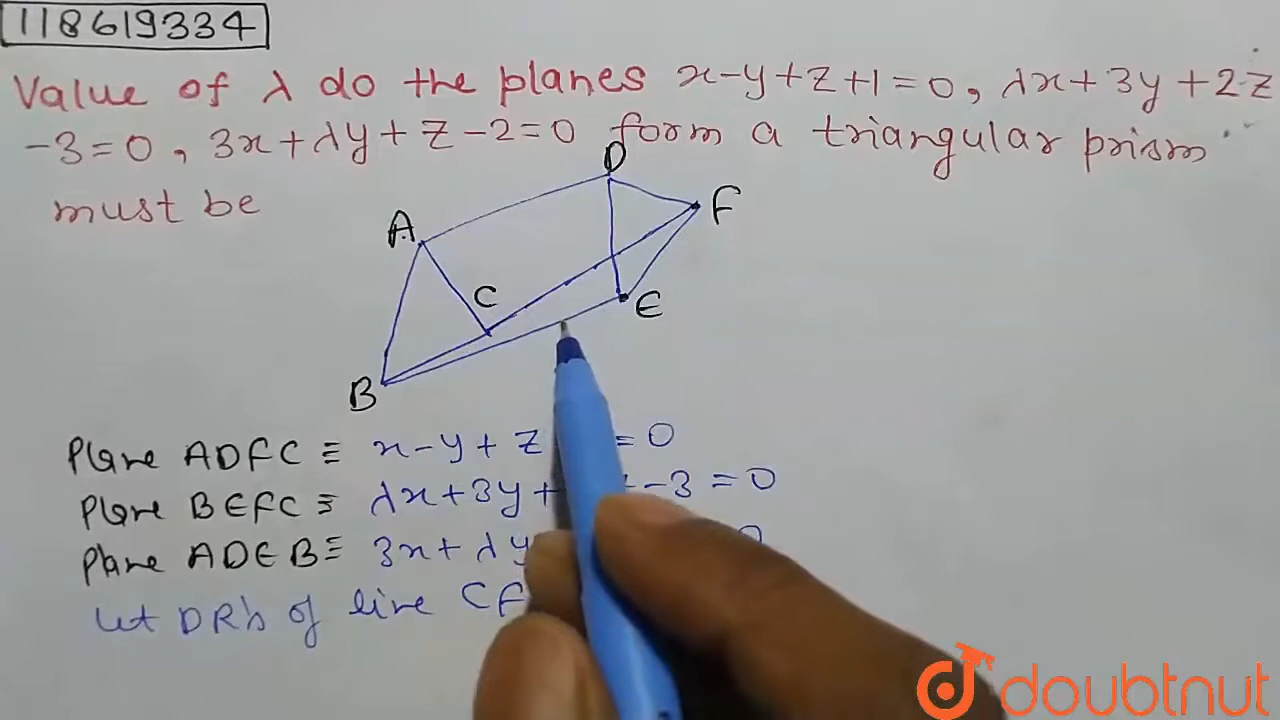 118619334
Value of λ do the planes x-y+z+1=0, λx+3y+2z
-3=0, 3x+λy+z-2=0 form a triangular prism
must be
D
F
A
C
E
B
Plane ADFC ≡ x-y+z =0
Plane BEFC ≡ λx+3y+ -3=0
Plane ADEB ≡ 3x+λy
Let DR's of line CF
doubtnut